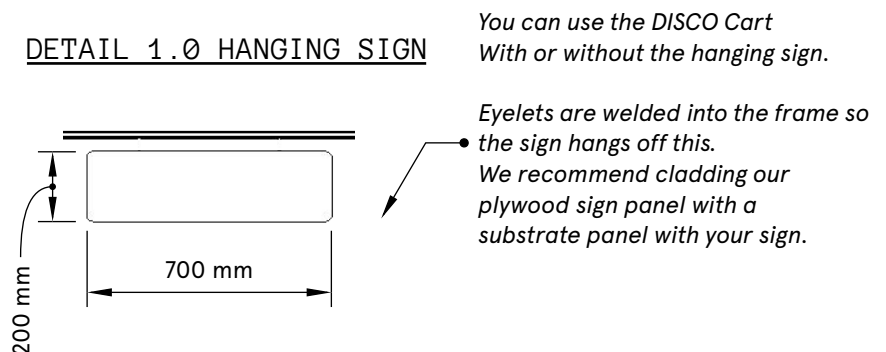 DETAIL 1.0 HANGING SIGN
You can use the DISCO Cart
With or without the hanging sign.
Eyelets are welded into the frame so
the sign hangs off this.
We recommend cladding our
plywood sign panel with a
substrate panel with your sign.
700 mm
200 mm